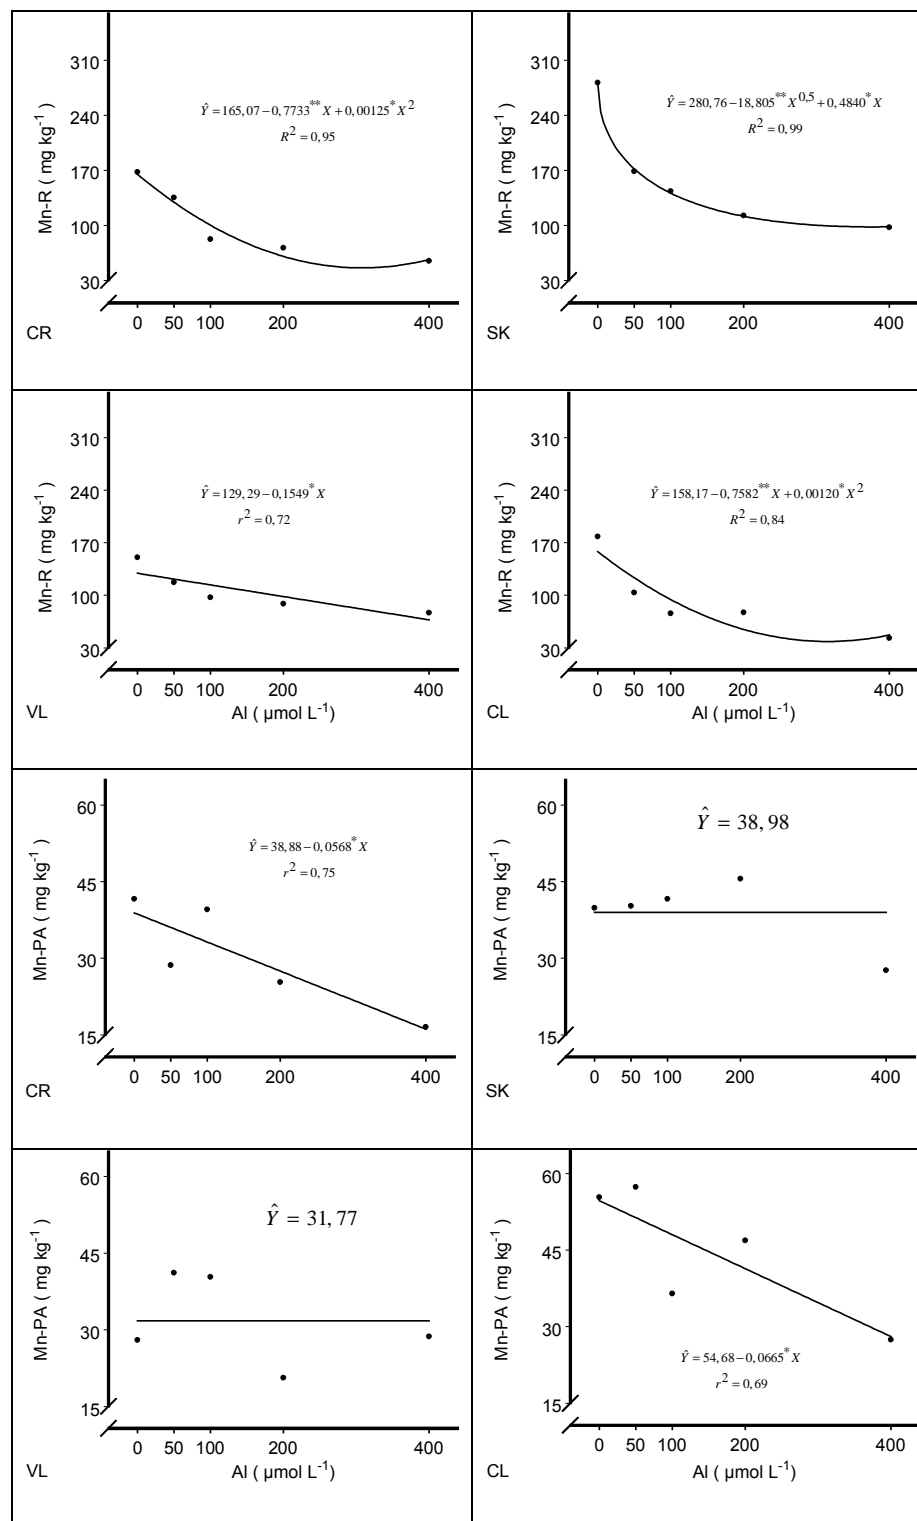 310
240
170
100
30
Mn-R ( mg kg-1 )
Ŷ=165,07−0,7733**X+0,00125*X2
R2=0,95
0 50 100 200 400
CR
310
240
170
100
30
Mn-R ( mg kg-1 )
Ŷ=280,76−18,805**X0,5+0,4840*X
R2=0,99
0 50 100 200 400
SK
310
240
170
100
30
Mn-R ( mg kg-1 )
Ŷ=129,29−0,1549*X
r2=0,72
0 50 100 200 400
VL Al ( µmol L-1)
310
240
170
100
30
Mn-R ( mg kg-1 )
Ŷ=158,17−0,7582**X+0,00120*X2
R2=0,84
0 50 100 200 400
CL Al ( µmol L-1)
60
45
30
15
Mn-PA ( mg kg-1 )
Ŷ=38,88−0,0568*X
r2=0,75
0 50 100 200 400
CR
60
45
30
15
Mn-PA ( mg kg-1 )
Ŷ = 38,98
0 50 100 200 400
SK
60
45
30
15
Mn-PA ( mg kg-1 )
Ŷ = 31,77
0 50 100 200 400
VL Al ( µmol L-1)
60
45
30
15
Mn-PA ( mg kg-1 )
Ŷ=54,68−0,0665*X
r2=0,69
0 50 100 200 400
CL Al ( µmol L-1)